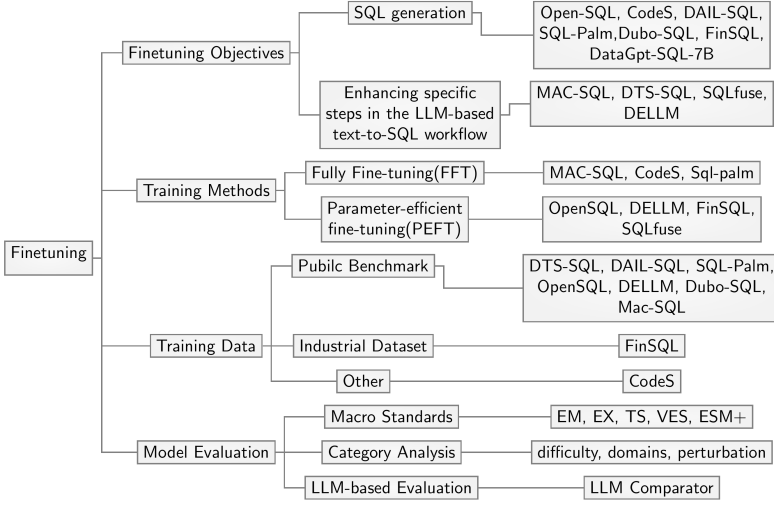 Finetuning
Finetuning Objectives
SQL generation
Open-SQL, CodeS, DAIL-SQL,
SQL-Palm,Dubo-SQL, FinSQL,
DataGpt-SQL-7B
Enhancing specific
steps in the LLM-based
text-to-SQL workflow
MAC-SQL, DTS-SQL, SQLfuse,
DELLM
Training Methods
Fully Fine-tuning(FFT)
MAC-SQL, CodeS, Sql-palm
Parameter-efficient
fine-tuning(PEFT)
OpenSQL, DELLM, FinSQL,
SQLfuse
Training Data
Pubilc Benchmark
DTS-SQL, DAIL-SQL, SQL-Palm,
OpenSQL, DELLM, Dubo-SQL,
Mac-SQL
Industrial Dataset
FinSQL
Other
CodeS
Model Evaluation
Macro Standards
EM, EX, TS, VES, ESM+
Category Analysis
difficulty, domains, perturbation
LLM-based Evaluation
LLM Comparator